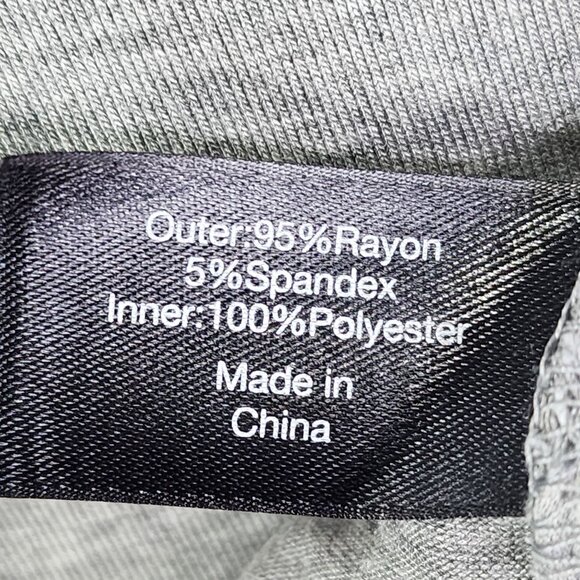 Outer:95%Rayon
5%Spandex
Inner:100%Polyester
Made in
China